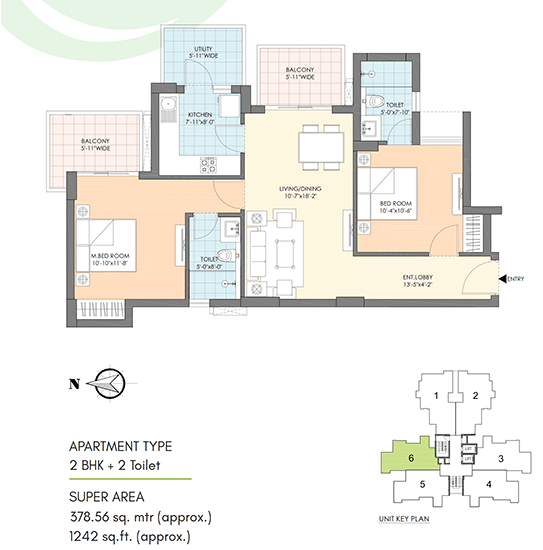 UTILITY
5'-11"WIDE
BALCONY
5'-11"WIDE
TOILET
5'-0"x7'-10"
KITCHEN
7'-11"x8'-0"
BALCONY
5'-11"WIDE
LIVING/DINING
10'-7"x18'-2"
BED ROOM
10'-4"x10'-6"
M.BED ROOM
10'-10"x11'-8"
TOILET
5'-0"x8'-0"
ENT.LOBBY
13'-5"x4'-2"
ENTRY
N
APARTMENT TYPE
2 BHK + 2 Toilet
SUPER AREA
378.56 sq. mtr (approx.)
1242 sq.ft. (approx.)
1 2
LIFT
LIFT
6 3
5 4
UNIT KEY PLAN